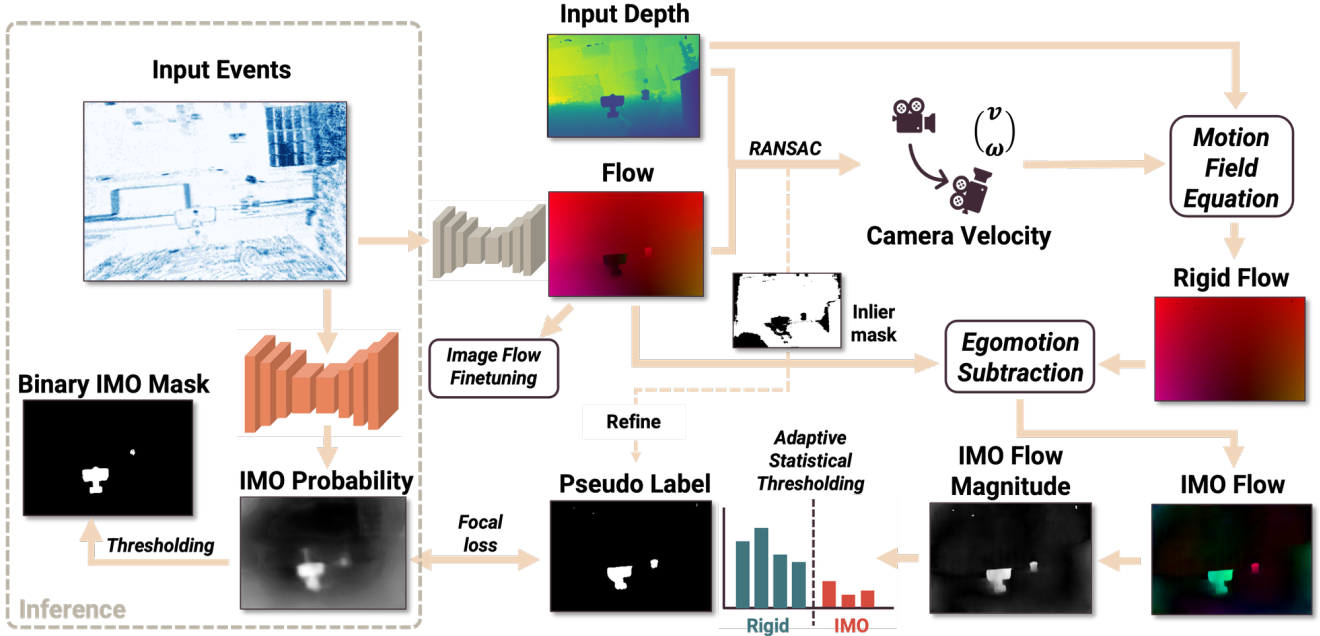 Input Depth
Input Events
RANSAC
v
ω
Motion
Field
Equation
Flow
Camera Velocity
Rigid Flow
Inlier
mask
Image Flow
Finetuning
Egomotion
Subtraction
Binary IMO Mask
Refine
Adaptive
Statistical
Thresholding
IMO Probability
Pseudo Label
IMO Flow
Magnitude
IMO Flow
Focal
loss
Thresholding
Inference
Rigid
IMO